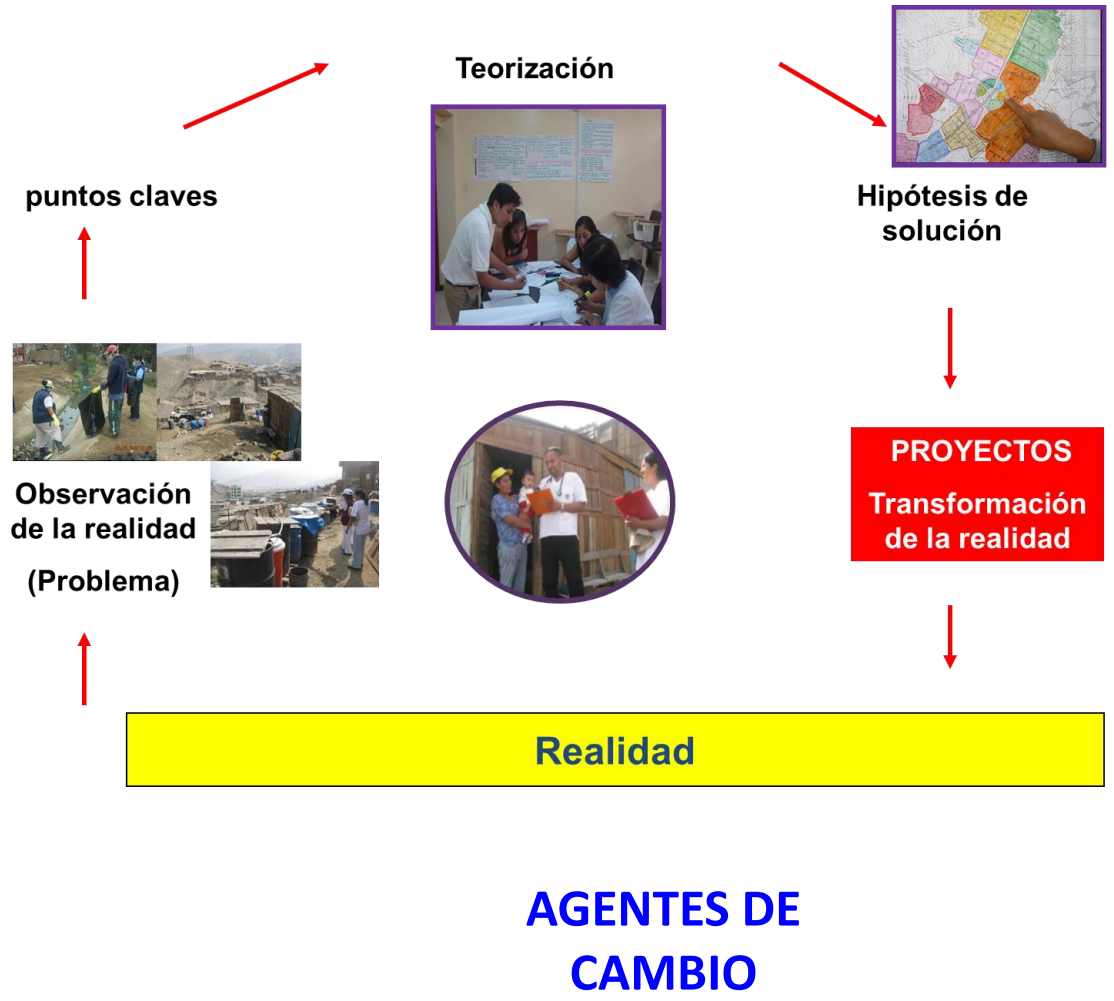 Teorización
puntos claves
Hipótesis de
solución
PROYECTOS
Transformación
de la realidad
Observación
de la realidad
(Problema)
Realidad
AGENTES DE
CAMBIO